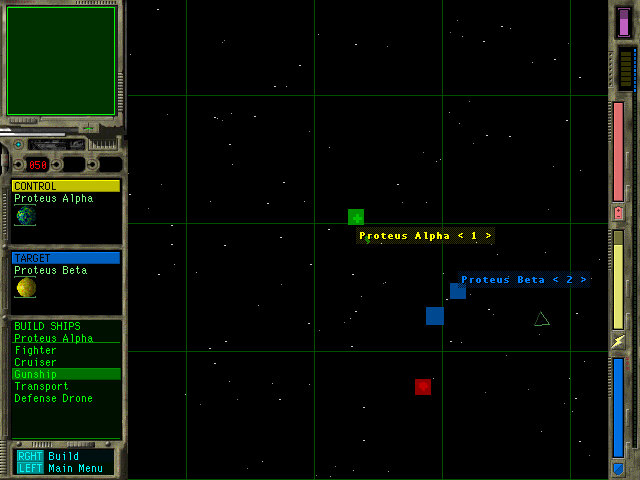 050
CONTROL
Proteus Alpha
TARGET
Proteus Beta
BUILD SHIPS
Proteus Alpha
Fighter
Cruiser
Gunship
Transport
Defense Drone
RGHT Build
LEFT Main Menu
Proteus Alpha < 1 >
Proteus Beta < 2 >